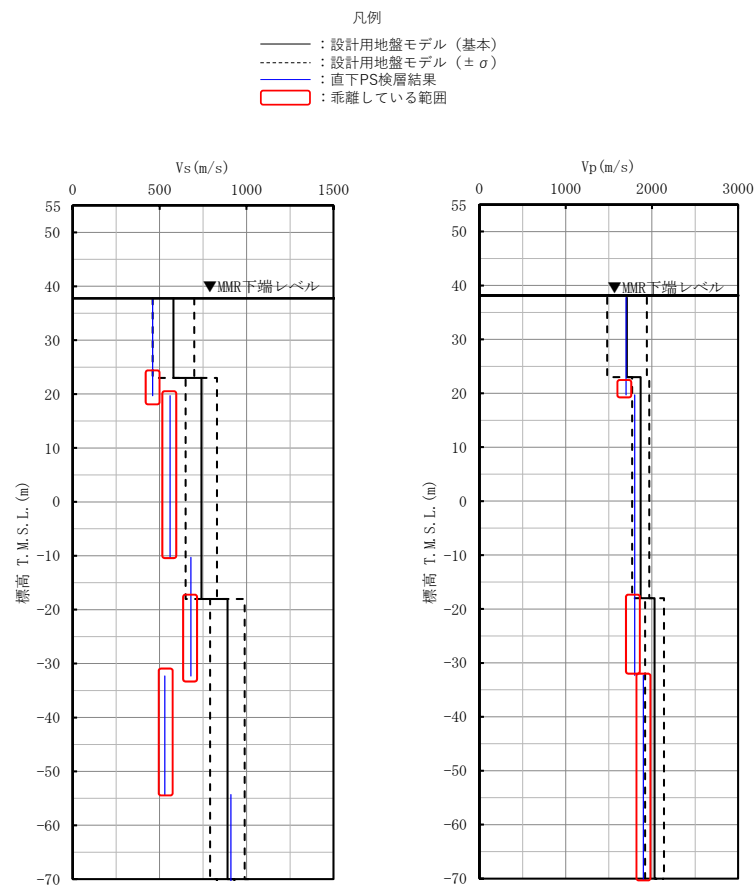 凡例
：設計用地盤モデル（基本）
：設計用地盤モデル（± σ）
：直下PS検層結果
：乖離している範囲
Vs(m/s)
0 500 1000 1500
55
50
40
30
20
10
0
-10
-20
-30
-40
-50
-60
-70
標高 T.M.S.L.(m)
▼MMR下端レベル
Vp(m/s)
0 1000 2000 3000
55
50
40
30
20
10
0
-10
-20
-30
-40
-50
-60
-70
標高 T.M.S.L.(m)
▼MMR下端レベル